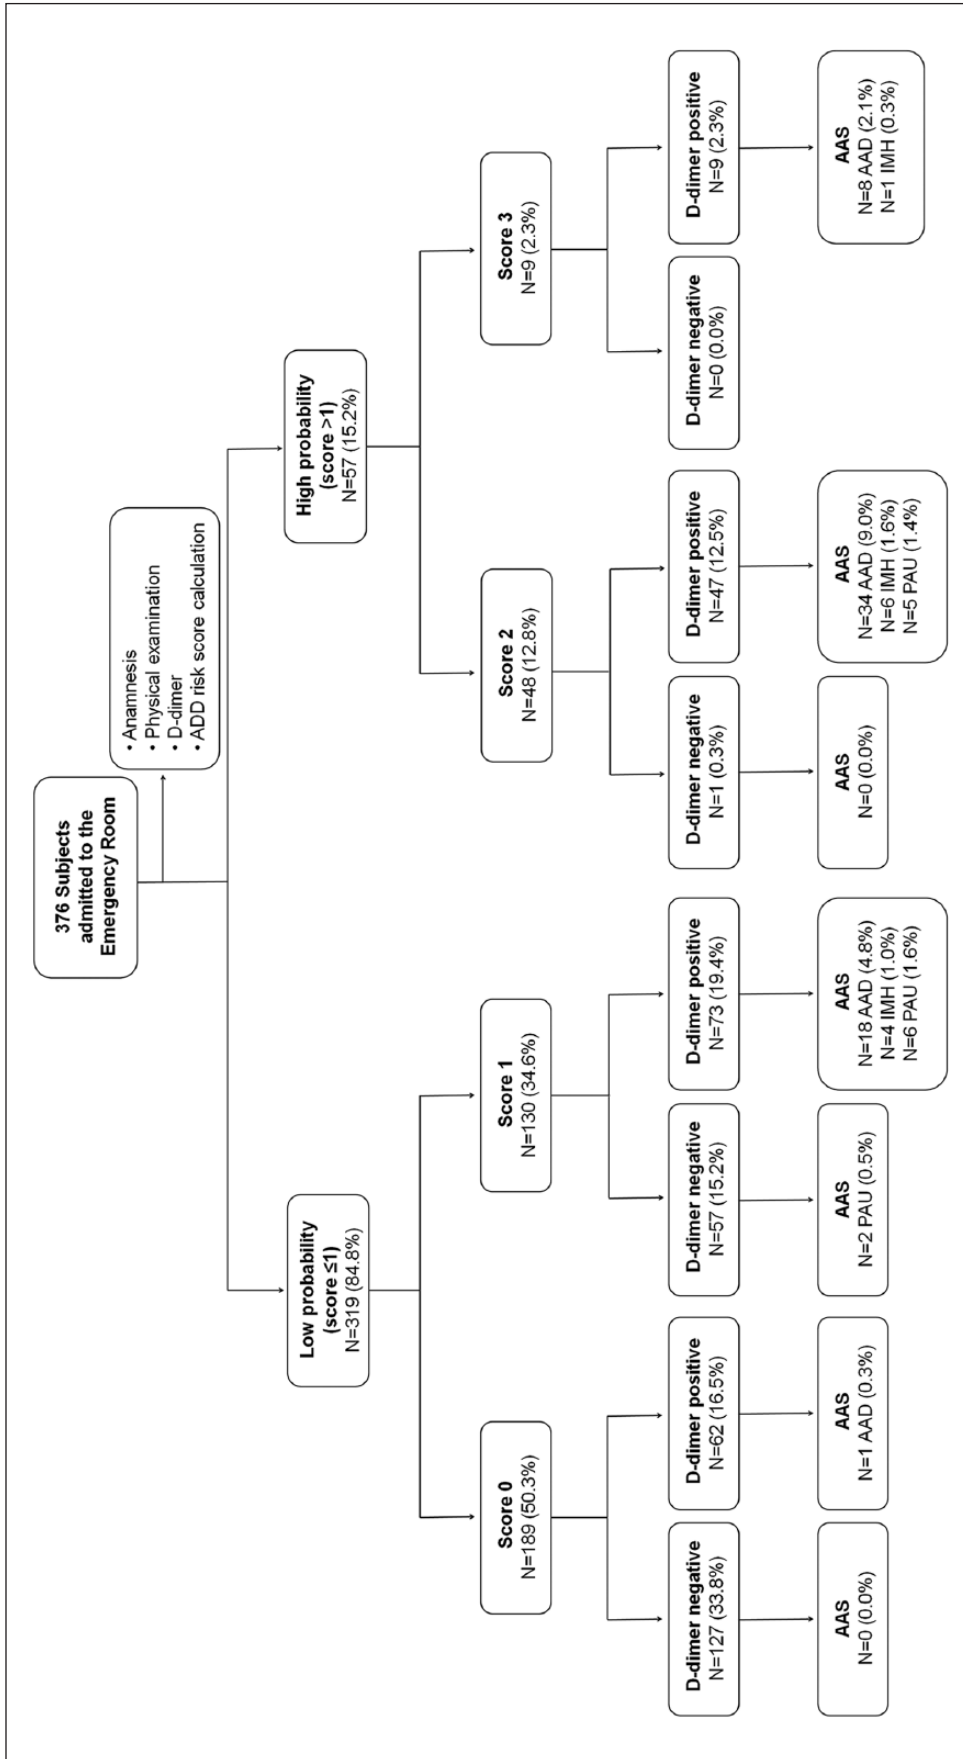 376 Subjects
admitted to the
Emergency Room
• Anamnesis
• Physical examination
• D-dimer
• ADD risk score calculation
Low probability
(score ≤1)
N=319 (84.8%)
High probability
(score >1)
N=57 (15.2%)
Score 0
N=189 (50.3%)
Score 1
N=130 (34.6%)
Score 2
N=48 (12.8%)
Score 3
N=9 (2.3%)
D-dimer negative
N=127 (33.8%)
D-dimer positive
N=62 (16.5%)
D-dimer negative
N=57 (15.2%)
D-dimer positive
N=73 (19.4%)
D-dimer negative
N=1 (0.3%)
D-dimer positive
N=47 (12.5%)
D-dimer negative
N=0 (0.0%)
D-dimer positive
N=9 (2.3%)
AAS
N=0 (0.0%)
AAS
N=1 AAD (0.3%)
AAS
N=2 PAU (0.5%)
AAS
N=18 AAD (4.8%)
N=4 IMH (1.0%)
N=6 PAU (1.6%)
AAS
N=0 (0.0%)
AAS
N=34 AAD (9.0%)
N=6 IMH (1.6%)
N=5 PAU (1.4%)
AAS
N=8 AAD (2.1%)
N=1 IMH (0.3%)